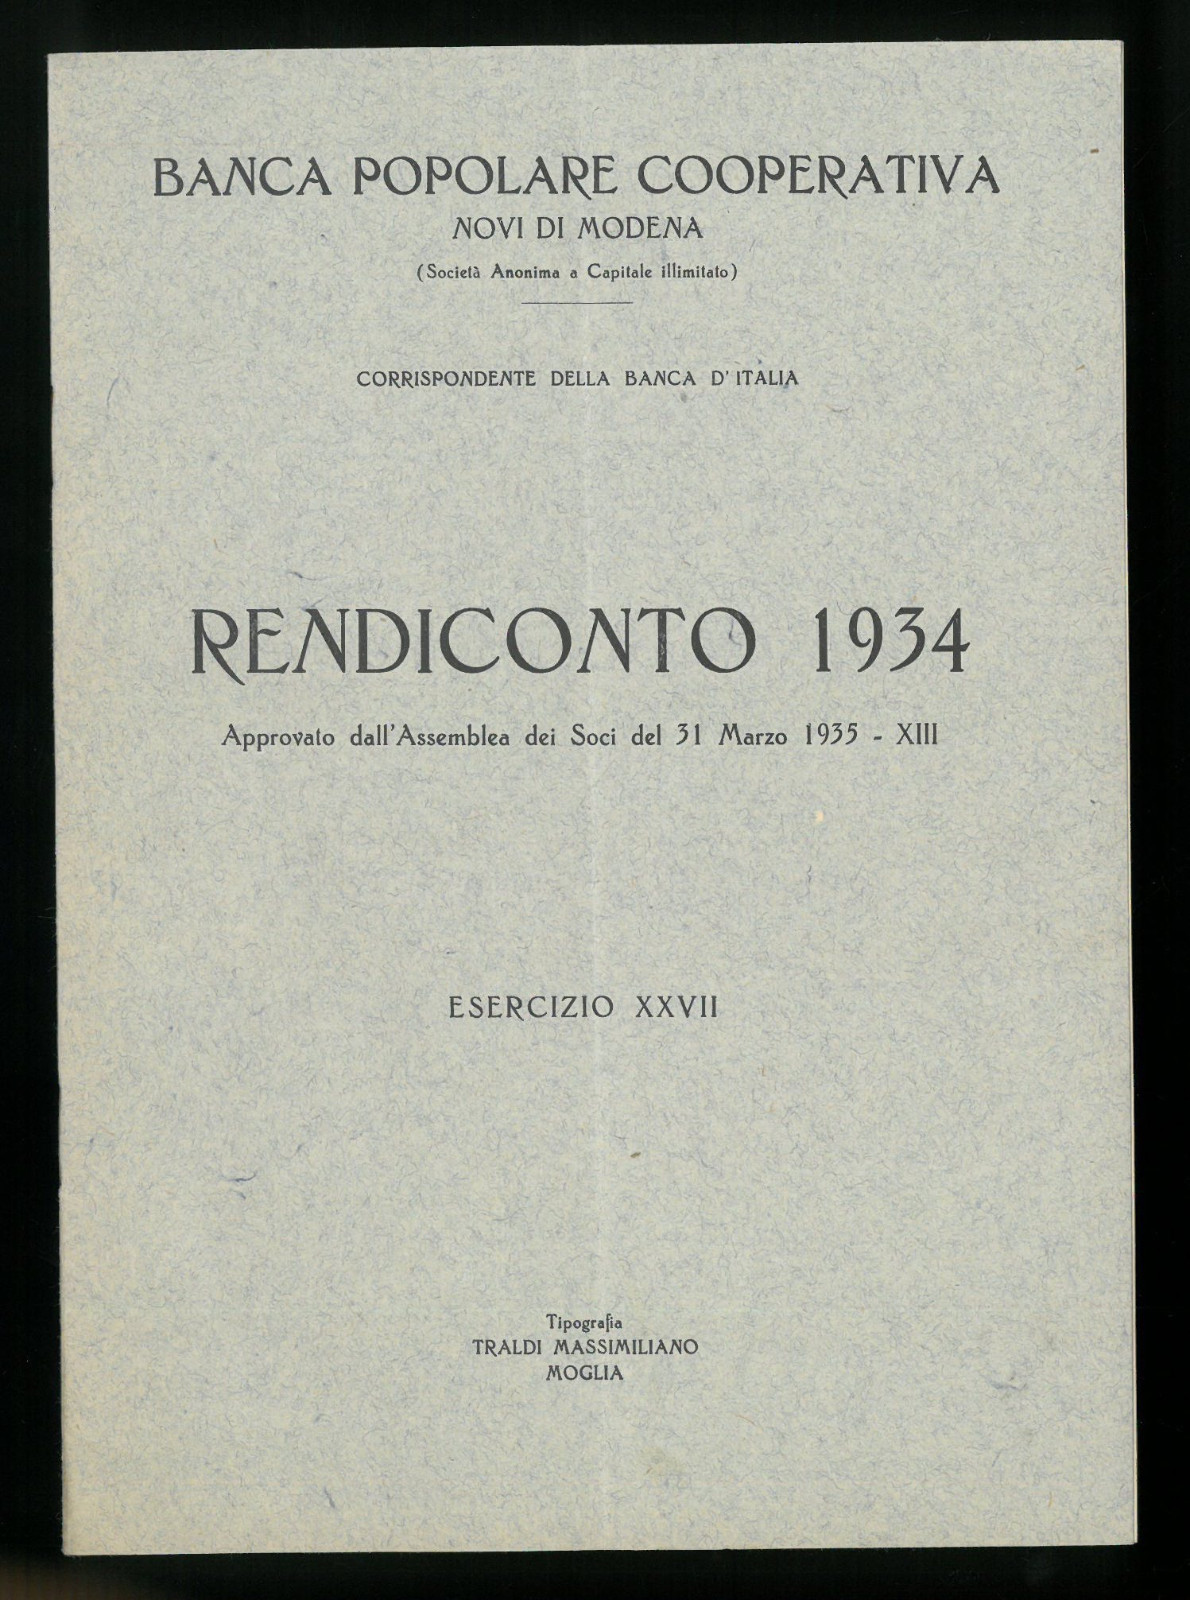 BANCA POPOLARE COOPERATIVA
NOVI DI MODENA
(Società Anonima a Capitale illimitato)
CORRISPONDENTE DELLA BANCA D'ITALIA
RENDICONTO 1934
Approvato dall'Assemblea dei Soci del 31 Marzo 1935 - XIII
ESERCIZIO XXVII
Tipografia
TRALDI MASSIMILIANO
MOGLIA